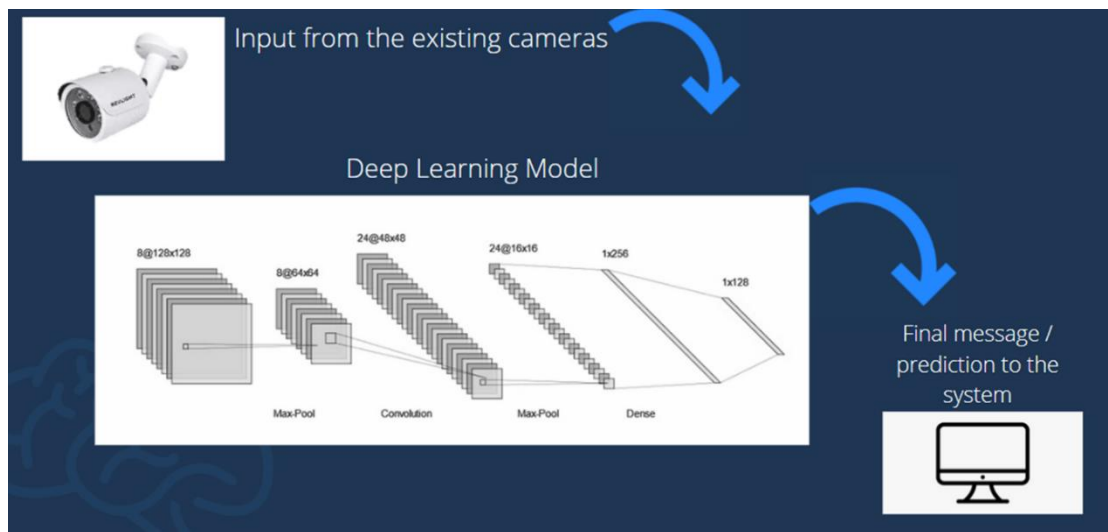 Input from the existing cameras
REVLIGHT
Deep Learning Model
8@128x128
8@64x64
24@48x48
24@16x16
1x256
1x128
Max-Pool
Convolution
Max-Pool
Dense
Final message /
prediction to the
system